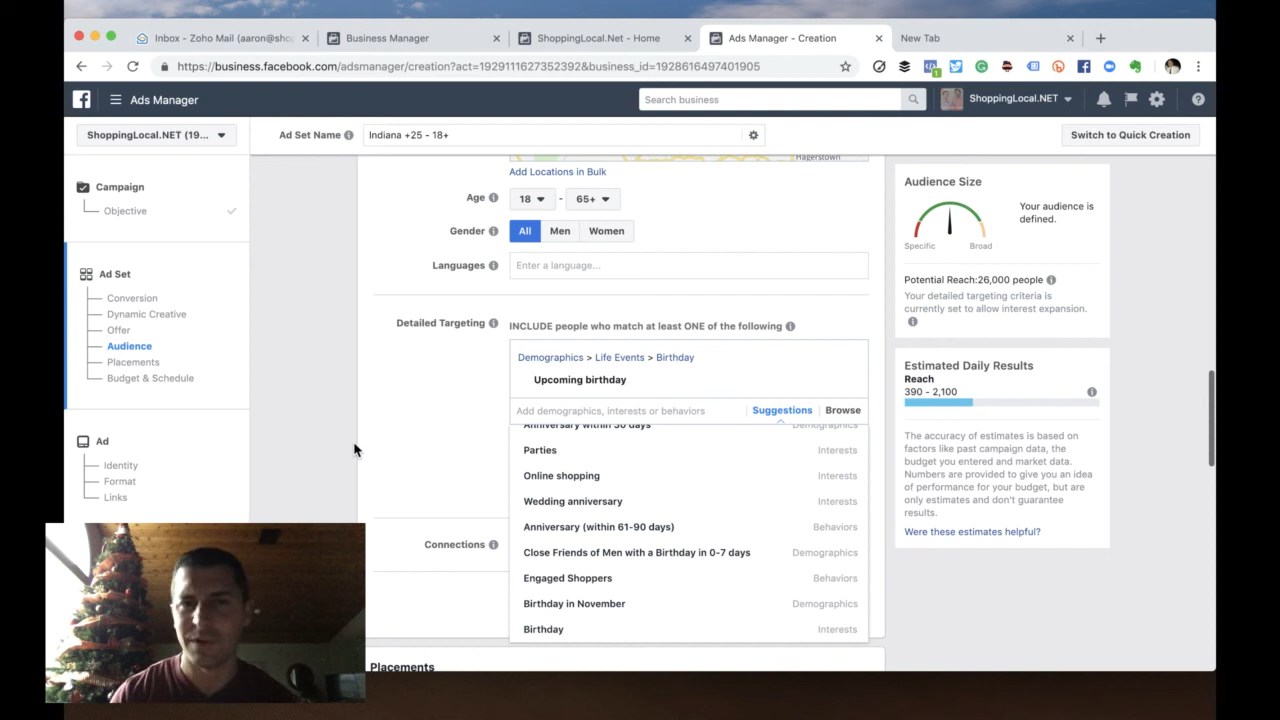 Inbox - Zoho Mail (aaron@sho
Business Manager
ShoppingLocal.Net - Home
Ads Manager - Creation
New Tab
https://business.facebook.com/adsmanager/creation?act=1929111627352392&business_id=1928616497401905
1
Ads Manager
Search business
ShoppingLocal.NET
ShoppingLocal.NET (19...
Ad Set Name
Indiana +25 - 18+
Switch to Quick Creation
Campaign
Objective
Ad Set
Conversion
Dynamic Creative
Offer
Audience
Placements
Budget & Schedule
Ad
Identity
Format
Links
Hagerstown
Add Locations in Bulk
Age
18
-
65+
Gender
All
Men
Women
Languages
Enter a language...
Detailed Targeting
INCLUDE people who match at least ONE of the following
Demographics > Life Events > Birthday
Upcoming birthday
Add demographics, interests or behaviors
Suggestions
Browse
Anniversary within 30 days
Demographics
Parties
Interests
Online shopping
Interests
Wedding anniversary
Interests
Anniversary (within 61-90 days)
Behaviors
Close Friends of Men with a Birthday in 0-7 days
Demographics
Engaged Shoppers
Behaviors
Birthday in November
Demographics
Birthday
Interests
Connections
Placements
Audience Size
Specific
Broad
Your audience is
defined.
Potential Reach:26,000 people
Your detailed targeting criteria is
currently set to allow interest expansion.
Estimated Daily Results
Reach
390 - 2,100
The accuracy of estimates is based on
factors like past campaign data, the
budget you entered and market data.
Numbers are provided to give you an idea
of performance for your budget, but are
only estimates and don't guarantee
results.
Were these estimates helpful?